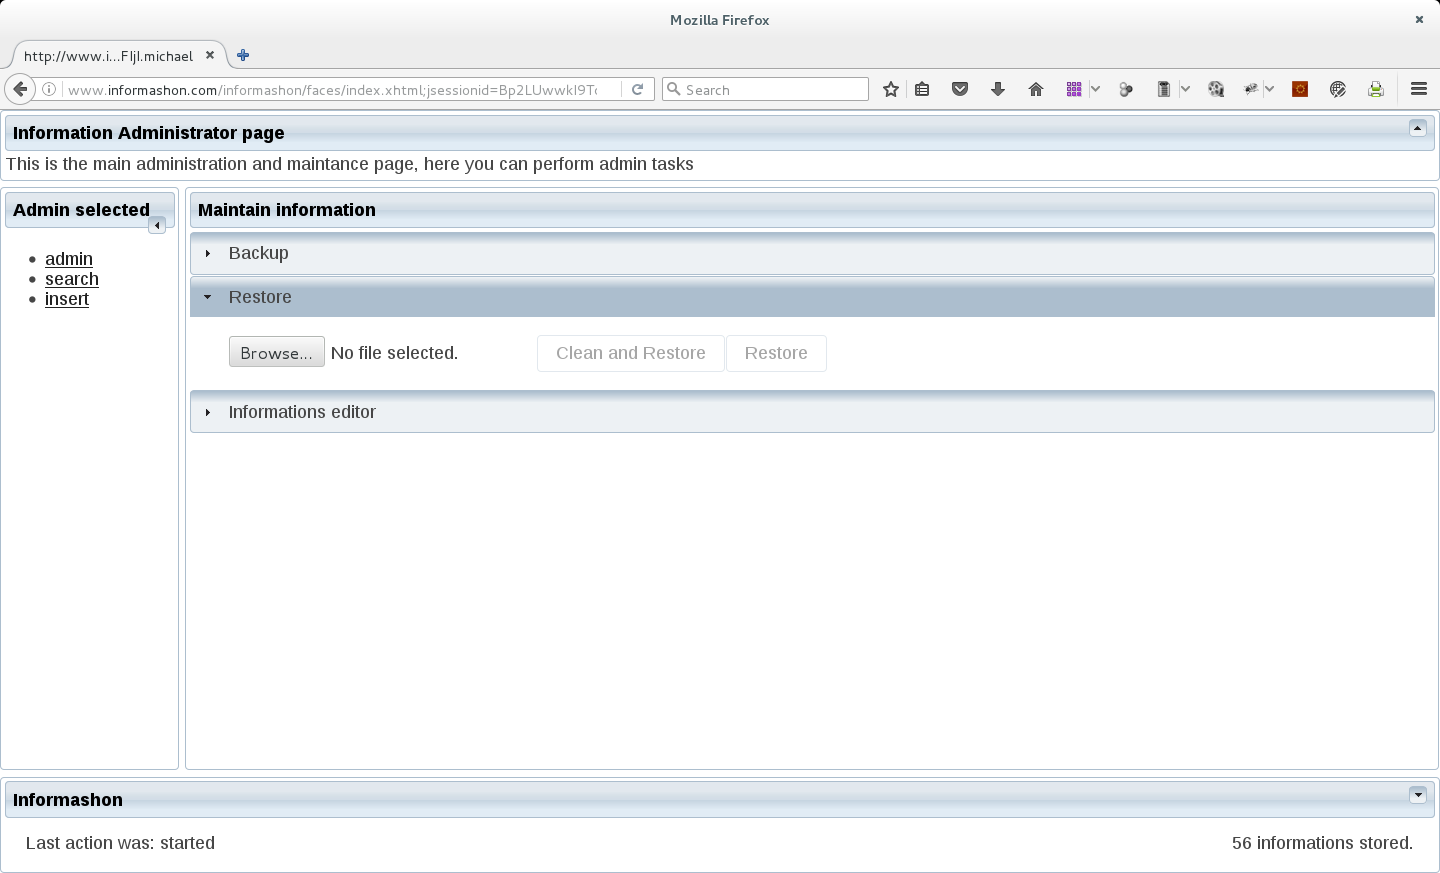 Mozilla Firefox
http://www.i...FIjl.michael
www.informashon.com/informashon/faces/index.xhtml;jsessionid=Bp2LUwwkI9Tc
Search
Information Administrator page
This is the main administration and maintance page, here you can perform admin tasks
Admin selected
admin
search
insert
Maintain information
Backup
Restore
Browse... No file selected. Clean and Restore Restore
Informations editor
Informashon
Last action was: started 56 informations stored.